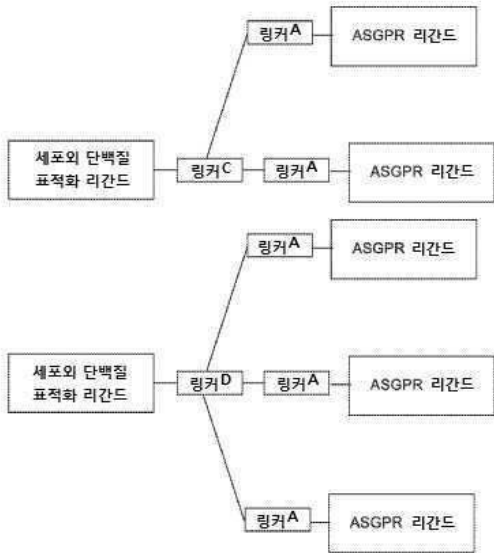 링커A
ASGPR 리간드
세포외 단백질
표적화 리간드
링커C
링커A
ASGPR 리간드
링커A
ASGPR 리간드
세포외 단백질
표적화 리간드
링커D
링커A
ASGPR 리간드
링커A
ASGPR 리간드